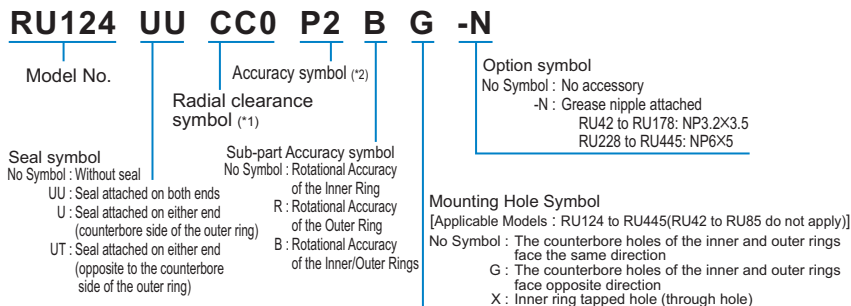 RU124 UU CC0 P2 B G -N
Model No.
Accuracy symbol (*2)
Radial clearance
symbol (*1)
Option symbol
No Symbol : No accessory
-N : Grease nipple attached
RU42 to RU178: NP3.2×3.5
RU228 to RU445: NP6×5
Seal symbol
No Symbol : Without seal
UU : Seal attached on both ends
U : Seal attached on either end
(counterbore side of the outer ring)
UT : Seal attached on either end
(opposite to the counterbore
side of the outer ring)
Sub-part Accuracy symbol
No Symbol : Rotational Accuracy
of the Inner Ring
R : Rotational Accuracy
of the Outer Ring
B : Rotational Accuracy
of the Inner/Outer Rings
Mounting Hole Symbol
[Applicable Models : RU124 to RU445(RU42 to RU85 do not apply)]
No Symbol : The counterbore holes of the inner and outer rings
face the same direction
G : The counterbore holes of the inner and outer rings
face opposite direction
X : Inner ring tapped hole (through hole)